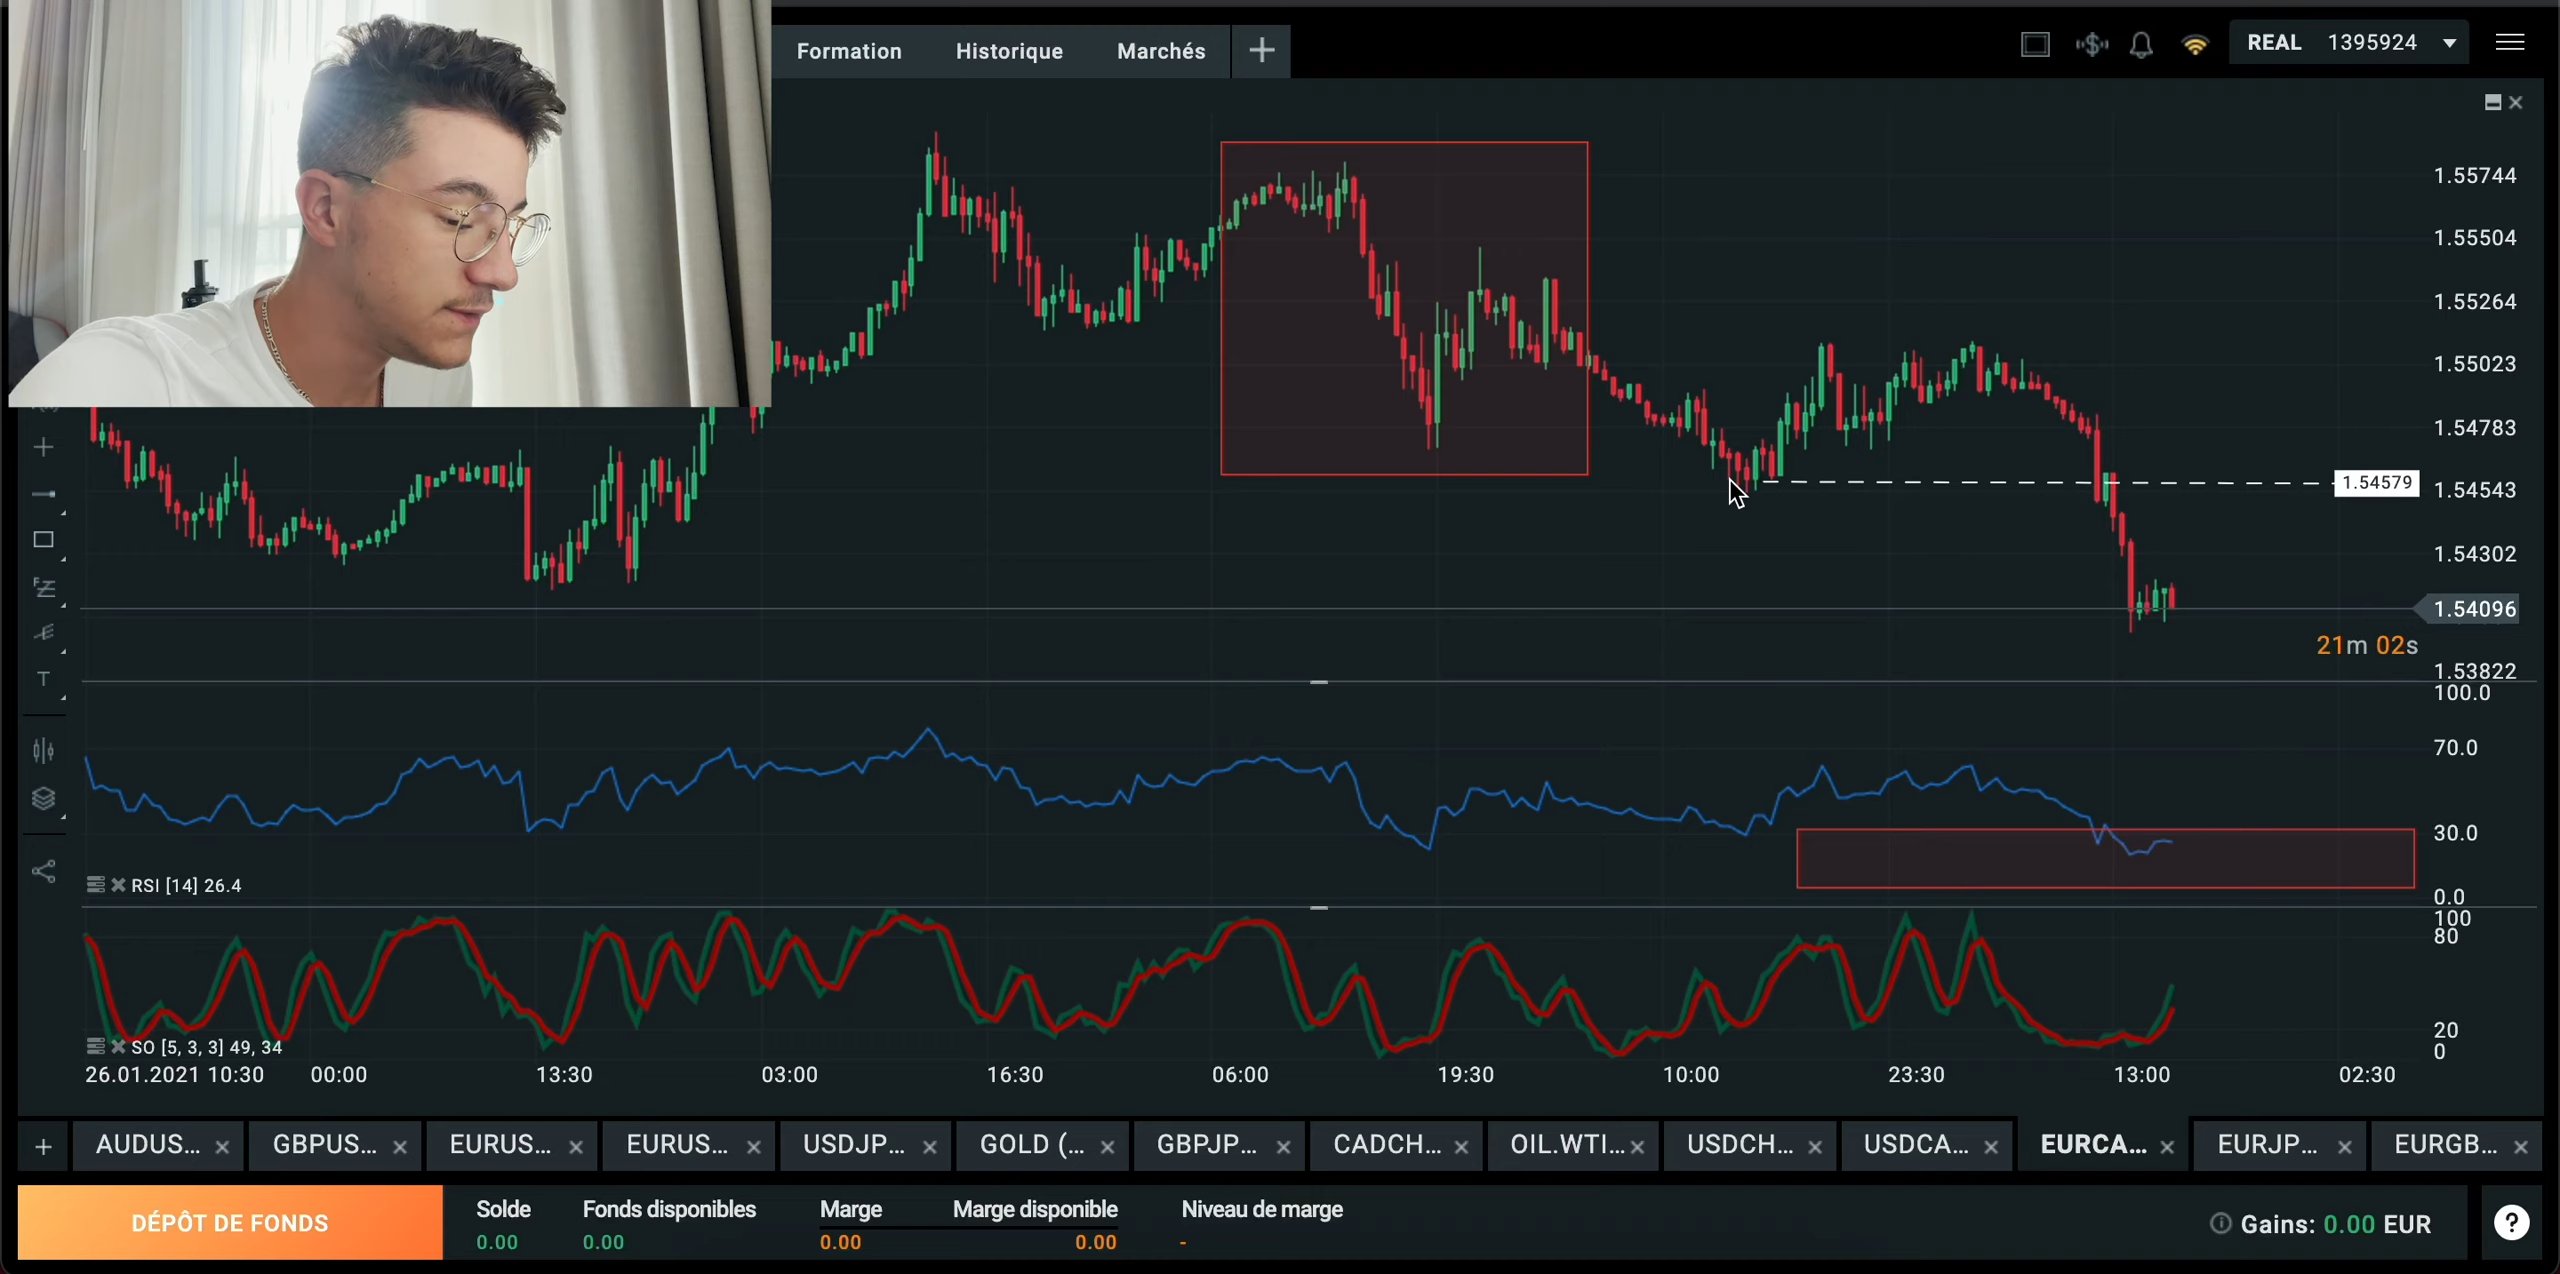 Formation Historique Marchés +
REAL 1395924
1.55744
1.55504
1.55264
1.55023
1.54783
1.54579
1.54543
1.54302
1.54096
21m 02s
1.53822
100.0
70.0
30.0
RSI [14] 26.4
0.0
100
80
20
SO [5, 3, 3] 49, 34
0
26.01.2021 10:30 00:00 13:30 03:00 16:30 06:00 19:30 10:00 23:30 13:00 02:30
+ AUDUS... GBPUS... EURUS... EURUS... USDJP... GOLD (... GBPJP... CADCH... OIL.WTI... USDCH... USDCA... EURCA... EURJP... EURGB...
DÉPÔT DE FONDS
Solde Fonds disponibles Marge Marge disponible Niveau de marge
0.00 0.00 0.00 0.00 -
Gains: 0.00 EUR
?